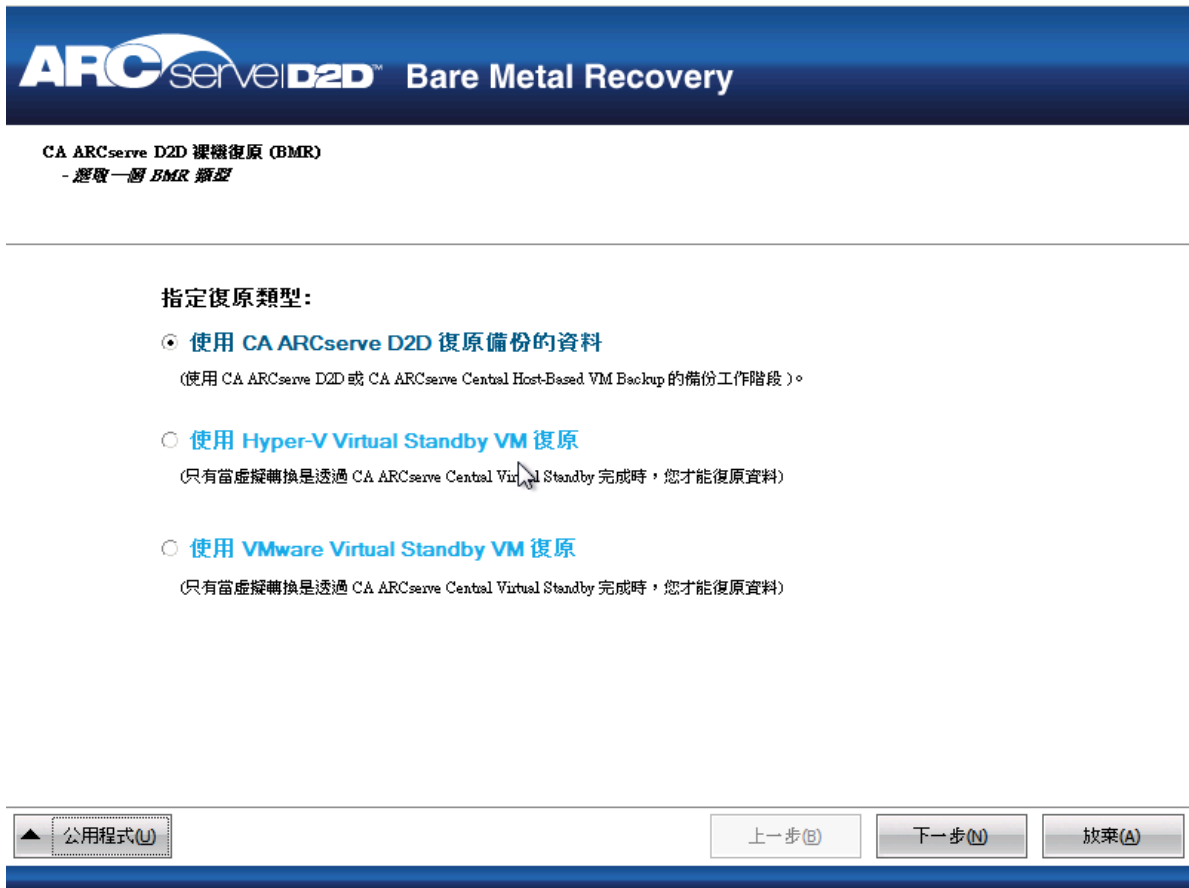 ARCserve D2D™ Bare Metal Recovery
CA ARCserve D2D 裸機復原 (BMR)
- 選取一個 BMR 類型
指定復原類型:
使用 CA ARCserve D2D 復原備份的資料
(使用 CA ARCserve D2D 或 CA ARCserve Central Host-Based VM Backup 的備份工作階段)。
使用 Hyper-V Virtual Standby VM 復原
(只有當虛擬轉換是透過 CA ARCserve Central Virtual Standby 完成時，您才能復原資料)
使用 VMware Virtual Standby VM 復原
(只有當虛擬轉換是透過 CA ARCserve Central Virtual Standby 完成時，您才能復原資料)
公用程式(U)
上一步(B)
下一步(N)
放棄(A)